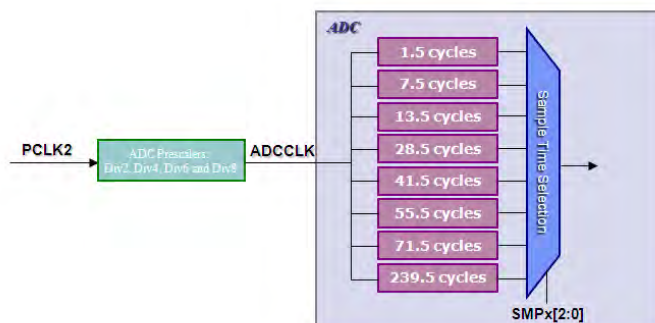 ADC
1.5 cycles
7.5 cycles
13.5 cycles
28.5 cycles
41.5 cycles
55.5 cycles
71.5 cycles
239.5 cycles
Sample Time Selection
PCLK2
ADC Prescalers:
Div2, Div4, Div6 and Div8
ADCCLK
SMPx[2:0]